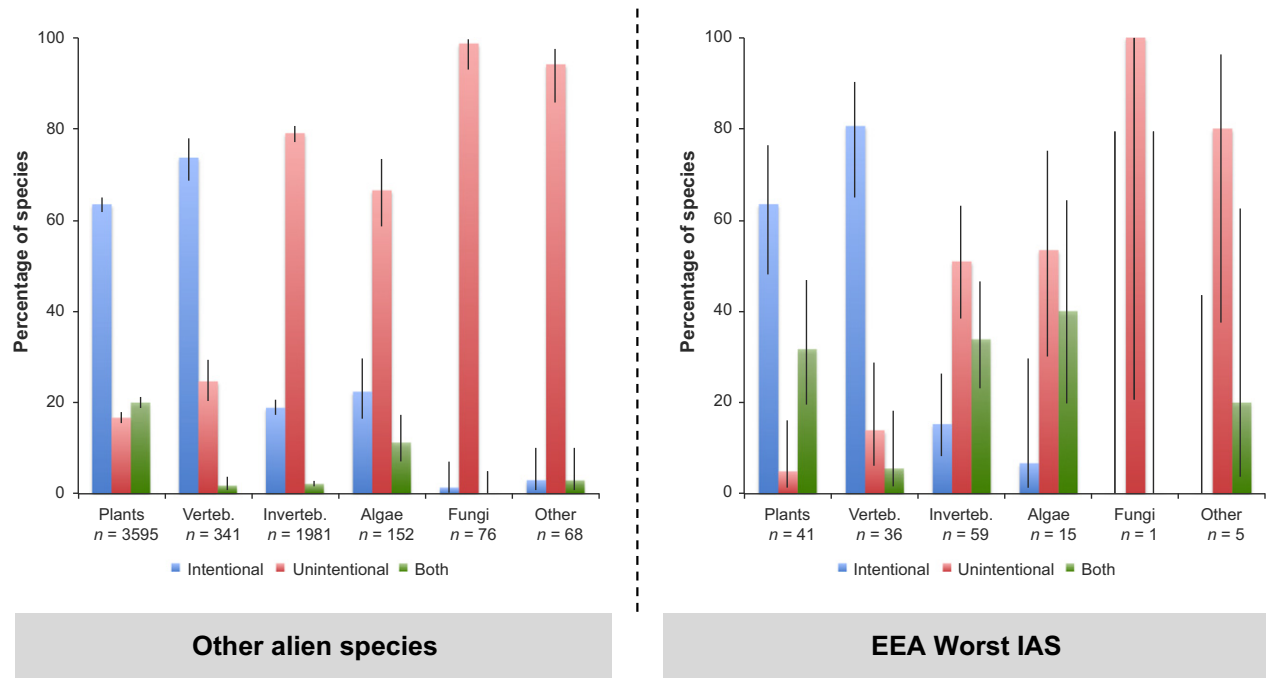 Percentage of species
100
80
60
40
20
0
Plants Verteb. Inverteb. Algae Fungi Other
n = 3595 n = 341 n = 1981 n = 152 n = 76 n = 68
Intentional Unintentional Both
Other alien species
Percentage of species
100
80
60
40
20
0
Plants Verteb. Inverteb. Algae Fungi Other
n = 41 n = 36 n = 59 n = 15 n = 1 n = 5
Intentional Unintentional Both
EEA Worst IAS